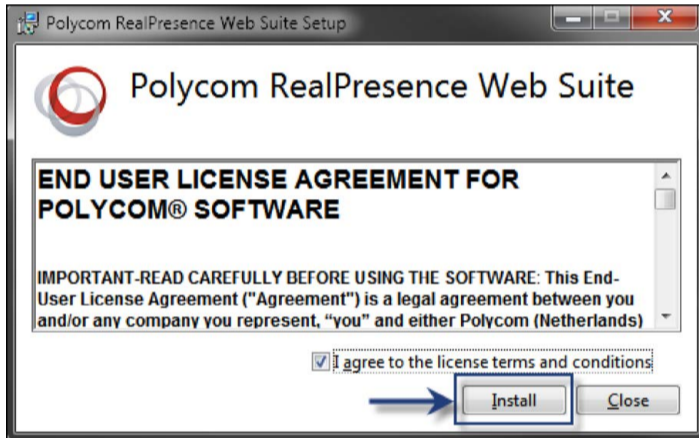 Polycom RealPresence Web Suite Setup
Polycom RealPresence Web Suite
END USER LICENSE AGREEMENT FOR
POLYCOM® SOFTWARE
IMPORTANT-READ CAREFULLY BEFORE USING THE SOFTWARE: This End-
User License Agreement ("Agreement") is a legal agreement between you
and/or any company you represent, “you” and either Polycom (Netherlands)
I agree to the license terms and conditions
Install
Close